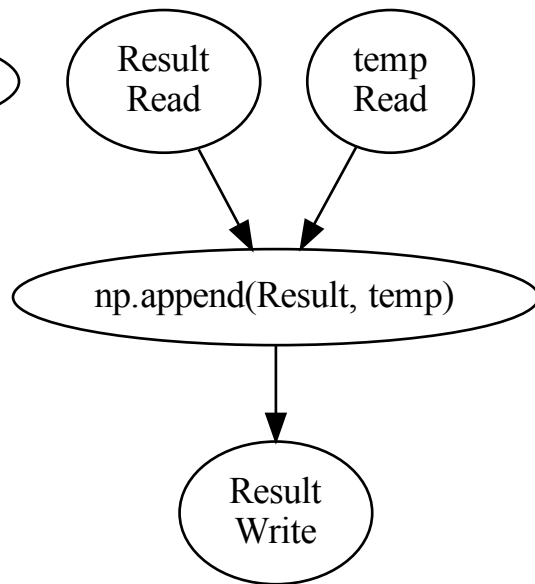 Result
Read
temp
Read
np.append(Result, temp)
Result
Write